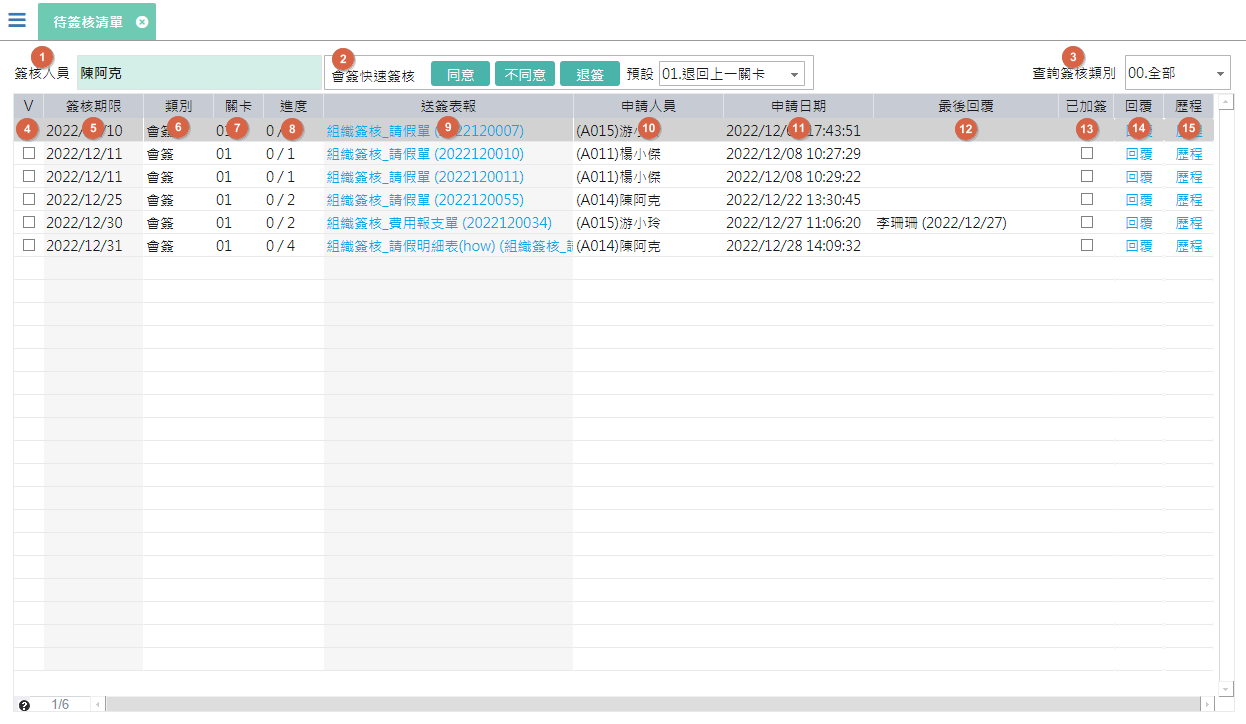 待簽核清單
1 2 3
簽核人員 陳阿克 會簽快速簽核 同意 不同意 退簽 預設 01.退回上一關卡 查詢簽核類別 00.全部
V 簽核期限 類別 關卡 進度 送簽表報 申請人員 申請日期 最後回覆 已加簽 回覆 歷程
4 5 6 7 8 9 10 11 12 13 14 15
組織簽核_請假單 (A015) 17:43:51
2022/12/11 會簽 01 0 / 1 組織簽核_請假單 (2022120010) (A011)楊小傑 2022/12/08 10:27:29 回覆 歷程
2022/12/11 會簽 01 0 / 1 組織簽核_請假單 (2022120011) (A011)楊小傑 2022/12/08 10:29:22 回覆 歷程
2022/12/25 會簽 01 0 / 2 組織簽核_請假單 (2022120055) (A014)陳阿克 2022/12/22 13:30:45 回覆 歷程
2022/12/30 會簽 01 0 / 2 組織簽核_費用報支單 (2022120034) (A015)游小玲 2022/12/27 11:06:20 李珊珊 (2022/12/27) 回覆 歷程
2022/12/31 會簽 01 0 / 4 組織簽核_請假明細表(how) (組織簽核_ (A014)陳阿克 2022/12/28 14:09:32 回覆 歷程
? 1/6